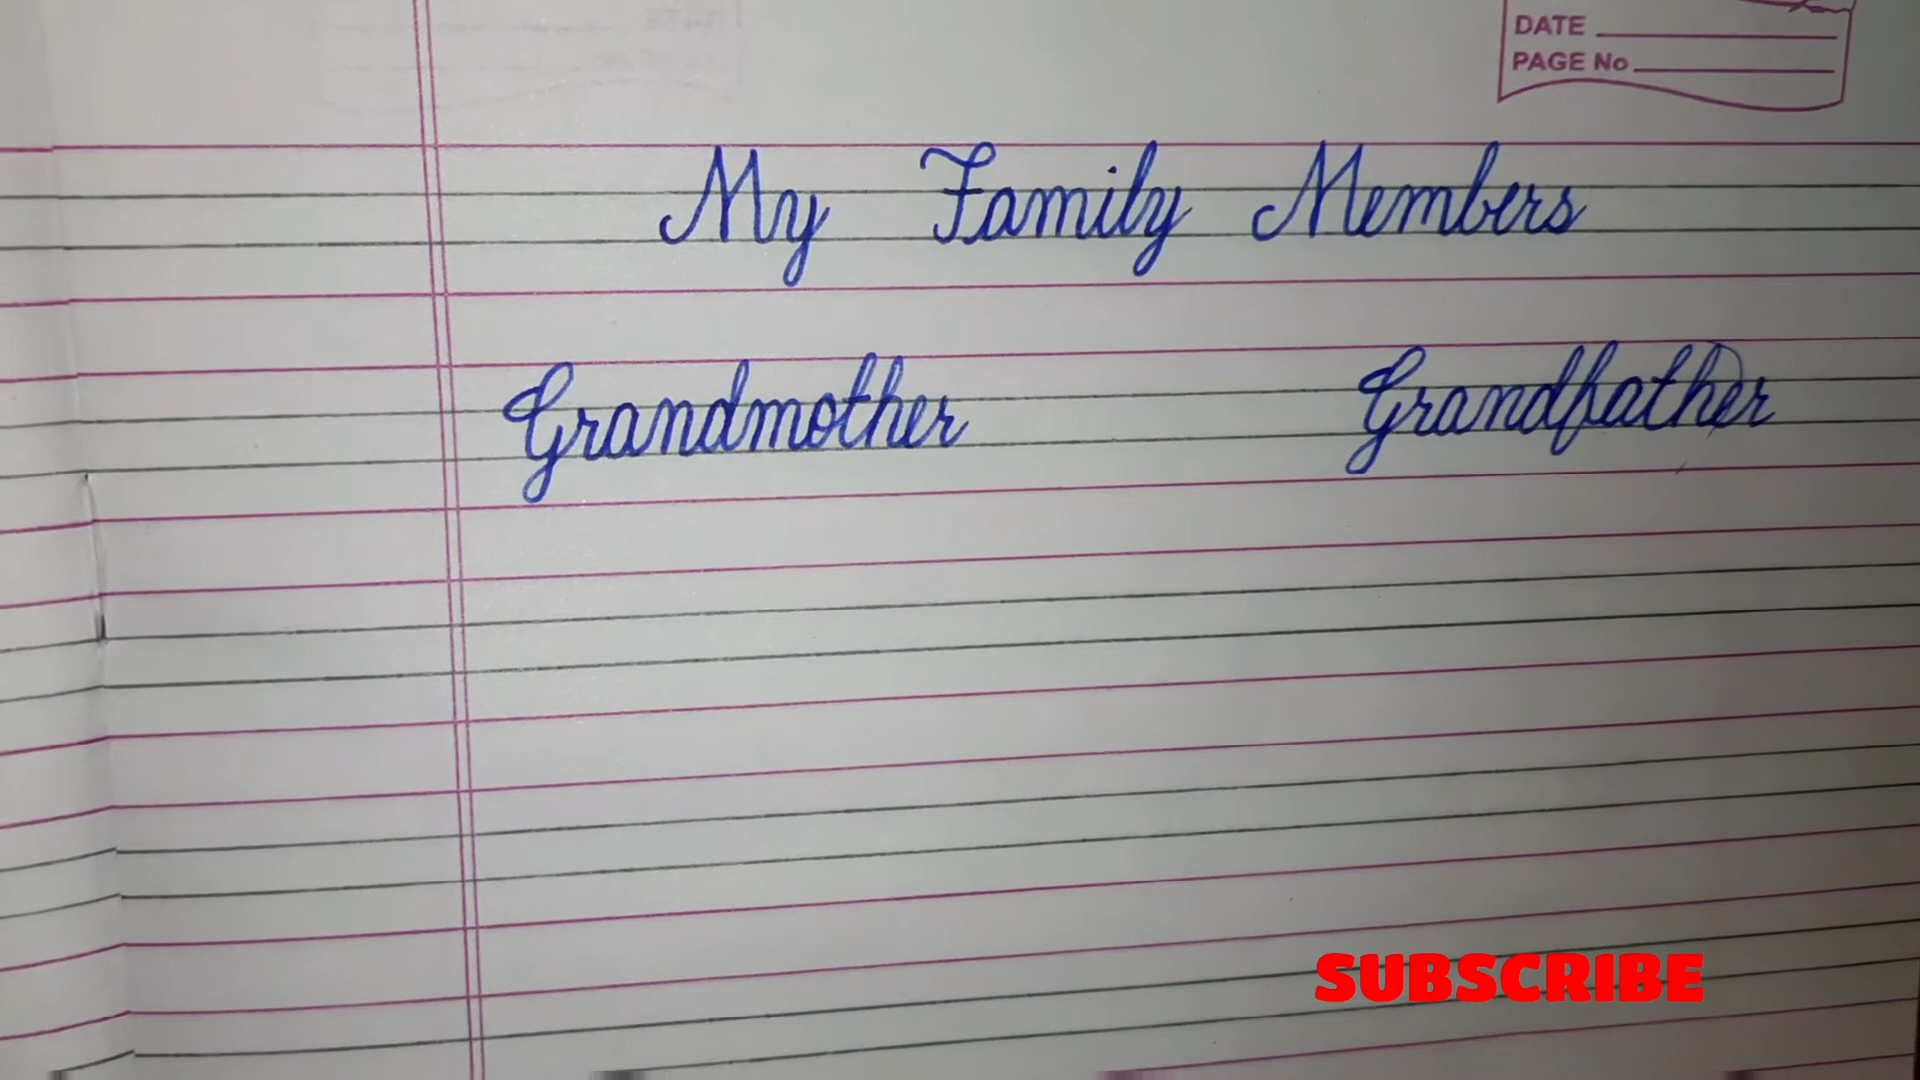 DATE
PAGE No
My Family Members
Grandmother Grandfather
SUBSCRIBE